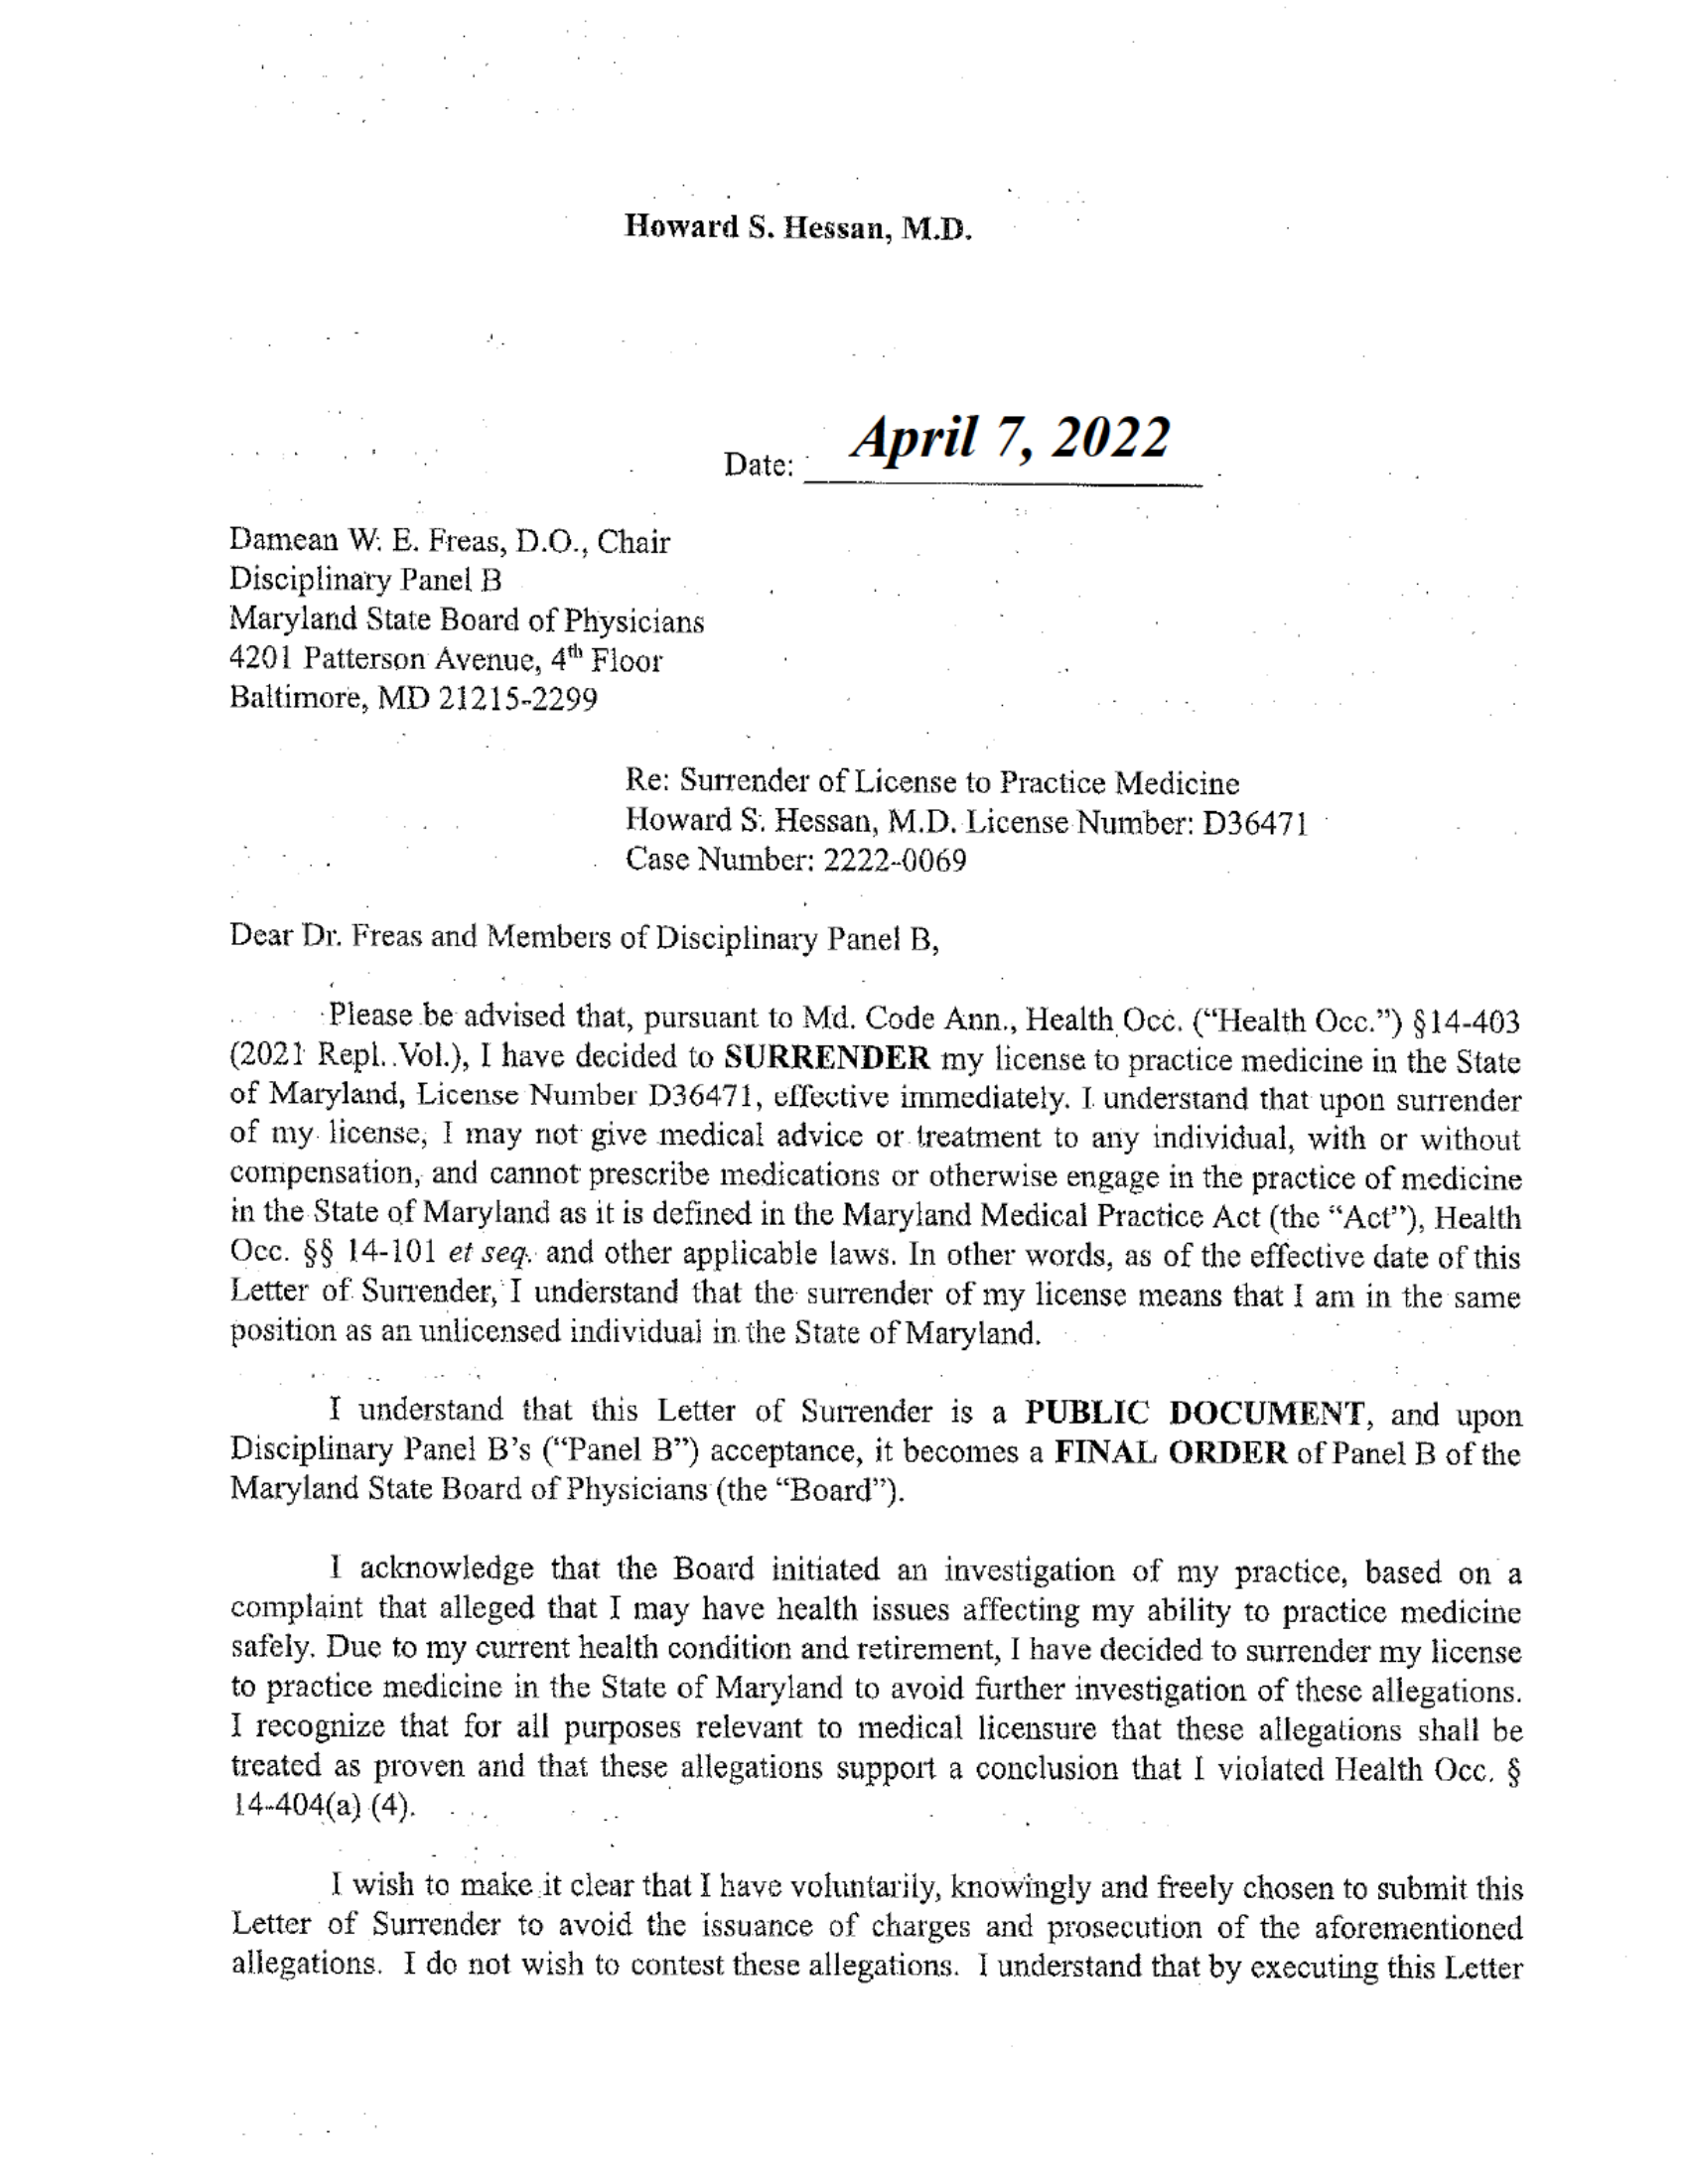 Howard S. Hessan, M.D.
Date: April 7, 2022
Damean W. E. Freas, D.O., Chair
Disciplinary Panel B
Maryland State Board of Physicians
4201 Patterson Avenue, 4th Floor
Baltimore, MD 21215-2299
Re: Surrender of License to Practice Medicine
Howard S. Hessan, M.D. License Number: D36471
Case Number: 2222-0069
Dear Dr. Freas and Members of Disciplinary Panel B,
Please be advised that, pursuant to Md. Code Ann., Health Occ. (“Health Occ.”) §14-403
(2021 Repl. Vol.), I have decided to SURRENDER my license to practice medicine in the State
of Maryland, License Number D36471, effective immediately. I understand that upon surrender
of my license, I may not give medical advice or treatment to any individual, with or without
compensation, and cannot prescribe medications or otherwise engage in the practice of medicine
in the State of Maryland as it is defined in the Maryland Medical Practice Act (the “Act”), Health
Occ. §§ 14-101 et seq. and other applicable laws. In other words, as of the effective date of this
Letter of Surrender, I understand that the surrender of my license means that I am in the same
position as an unlicensed individual in the State of Maryland.
I understand that this Letter of Surrender is a PUBLIC DOCUMENT, and upon
Disciplinary Panel B’s (“Panel B”) acceptance, it becomes a FINAL ORDER of Panel B of the
Maryland State Board of Physicians (the “Board”).
I acknowledge that the Board initiated an investigation of my practice, based on a
complaint that alleged that I may have health issues affecting my ability to practice medicine
safely. Due to my current health condition and retirement, I have decided to surrender my license
to practice medicine in the State of Maryland to avoid further investigation of these allegations.
I recognize that for all purposes relevant to medical licensure that these allegations shall be
treated as proven and that these allegations support a conclusion that I violated Health Occ. §
14-404(a) (4).
I wish to make it clear that I have voluntarily, knowingly and freely chosen to submit this
Letter of Surrender to avoid the issuance of charges and prosecution of the aforementioned
allegations. I do not wish to contest these allegations. I understand that by executing this Letter